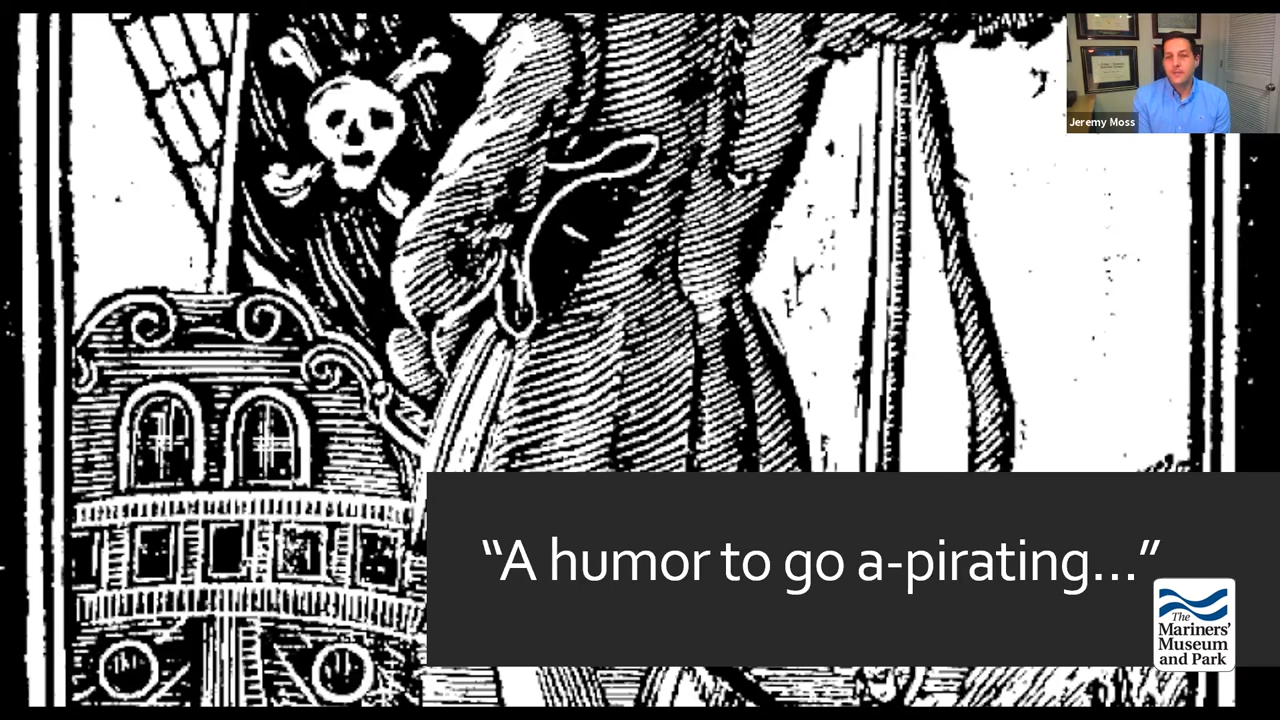 Jeremy Moss
“A humor to go a-pirating…”
The
Mariners'
Museum
and Park